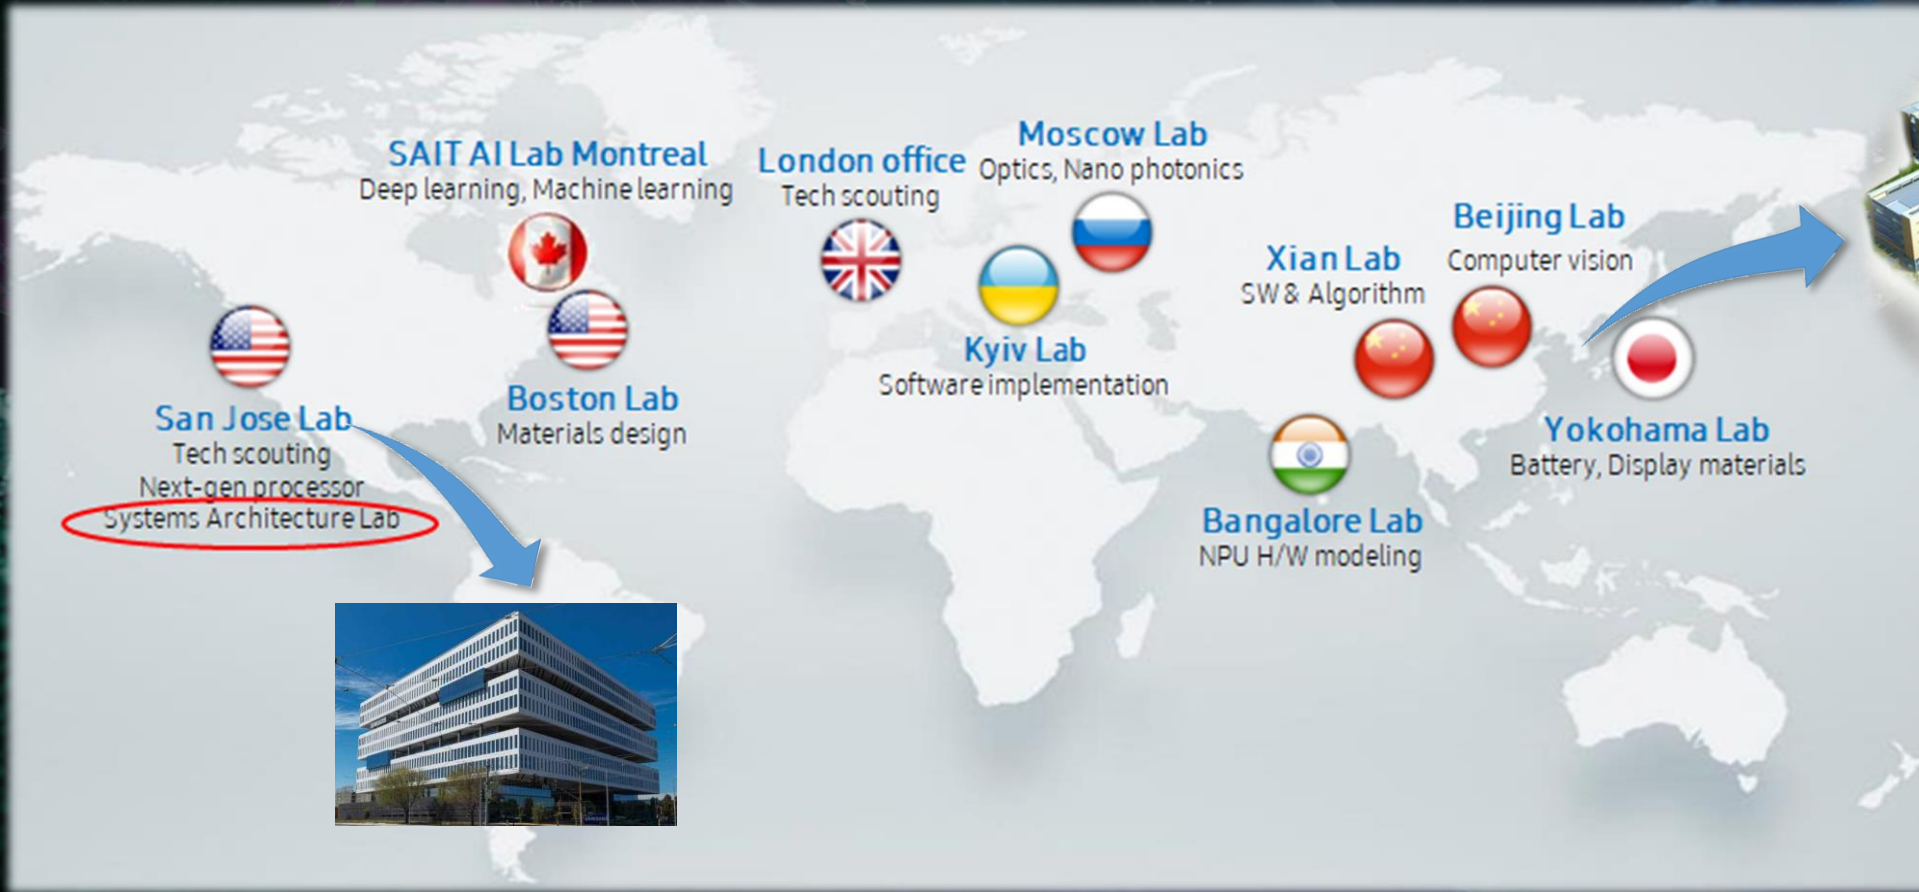 SAIT AI Lab Montreal
Deep learning, Machine learning
London office
Tech scouting
Moscow Lab
Optics, Nano photonics
Beijing Lab
Computer vision
Xian Lab
SW & Algorithm
Kyiv Lab
Software implementation
San Jose Lab
Tech scouting
Next-gen processor
Systems Architecture Lab
Boston Lab
Materials design
Yokohama Lab
Battery, Display materials
Bangalore Lab
NPU H/W modeling
SAMSUNG